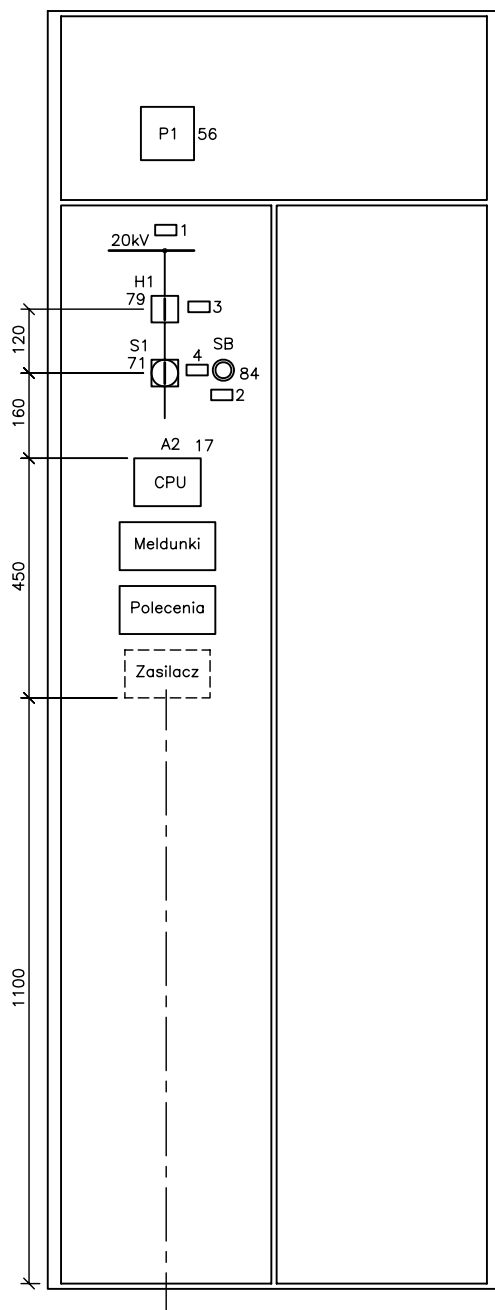 P1 56
1
20kV
H1
79
3
120
S1
71
4
SB
84
2
160
A2 17
CPU
Meldunki
450
Polecenia
Zasilacz
1100